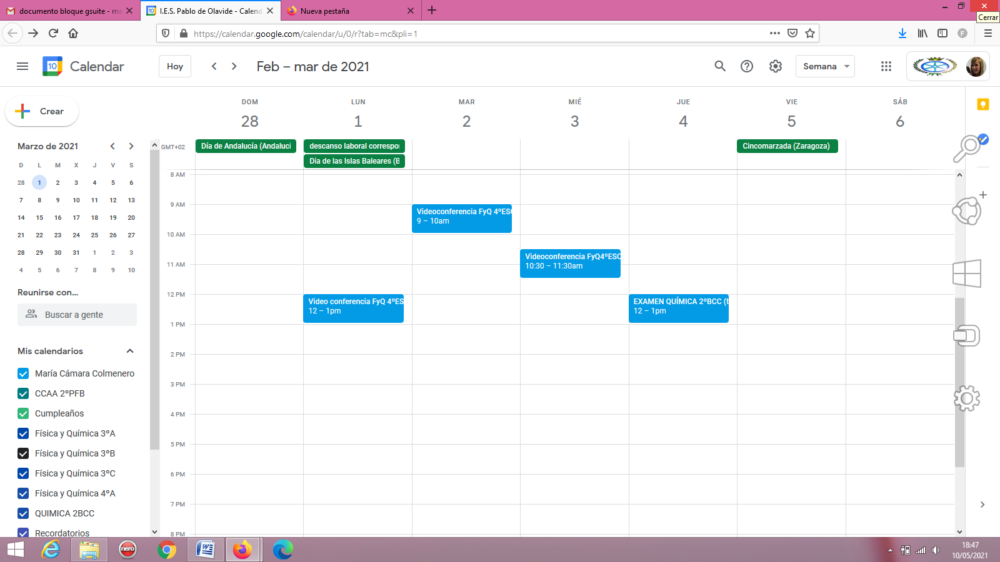 documento bloque gsuite - ma
I.E.S. Pablo de Olavide - Calend
Nueva pestaña
Cerrar
https://calendar.google.com/calendar/u/0/r?tab=mc&pli=1
Calendar
Hoy
Feb – mar de 2021
Semana
Crear
DOM LUN MAR MIÉ JUE VIE SÁB
28 1 2 3 4 5 6
GMT+02
Día de Andalucía (Andaluci
descanso laboral correspor
Cincomarzada (Zaragoza)
Dia de las Islas Baleares (B
Marzo de 2021
D L M X J V S
28 1 2 3 4 5 6
7 8 9 10 11 12 13
14 15 16 17 18 19 20
21 22 23 24 25 26 27
28 29 30 31 1 2 3
4 5 6 7 8 9 10
Reunirse con...
Buscar a gente
Mis calendarios
María Cámara Colmenero
CCAA 2ºPFB
Cumpleaños
Física y Química 3ºA
Física y Química 3ºB
Física y Química 3ºC
Física y Química 4ºA
QUIMICA 2BCC
Recordatorios
8 AM
9 AM
10 AM
11 AM
12 PM
1 PM
2 PM
3 PM
4 PM
5 PM
6 PM
7 PM
8 PM
Video conferencia FyQ 4ºES
12 – 1pm
Videoconferencia FyQ 4ºESO
9 – 10am
Videoconferencia FyQ4ºESO
10:30 – 11:30am
EXAMEN QUÍMICA 2ºBCC (t
12 – 1pm
nero
18:47
10/05/2021